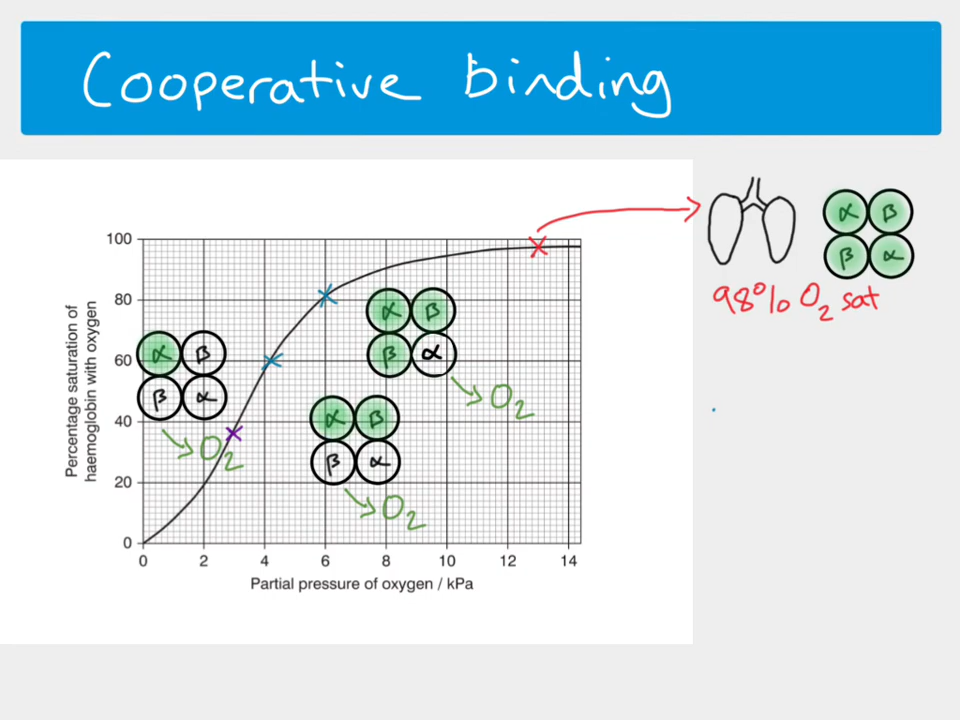 Cooperative binding
98% O2 sat
α β
β α
100
80
60
40
20
0
Percentage saturation of
haemoglobin with oxygen
α β
β α
O2
α β
β α
O2
α β
β α
O2
0 2 4 6 8 10 12 14
Partial pressure of oxygen / kPa